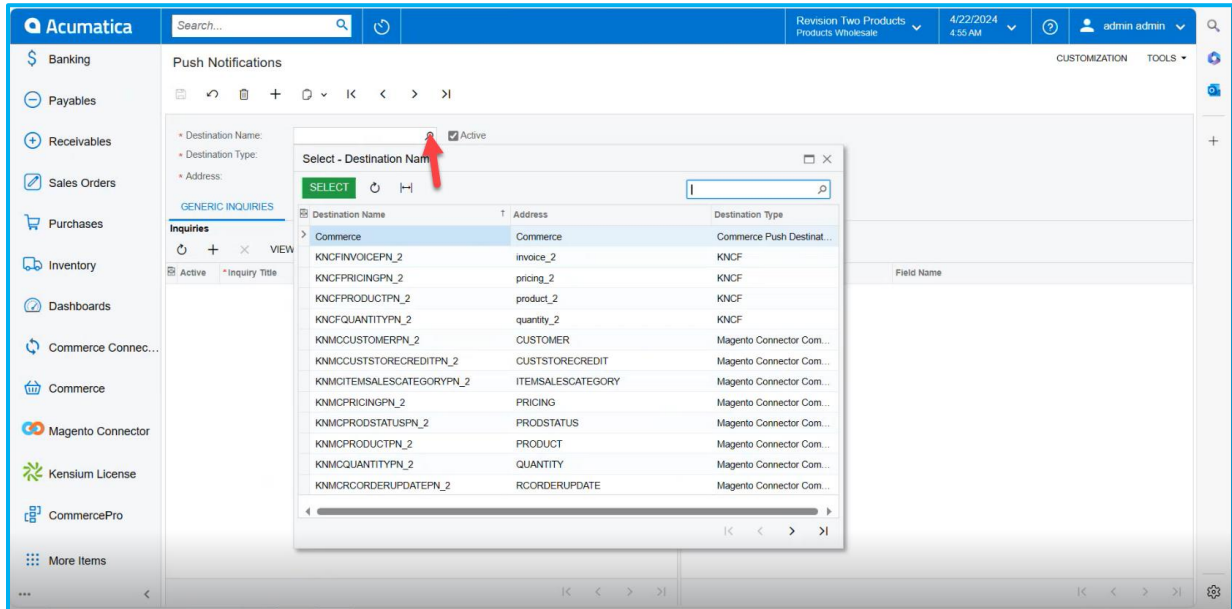 Acumatica
Search...
Revision Two Products
Products Wholesale
4/22/2024
4:55 AM
admin admin
Banking
Payables
Receivables
Sales Orders
Purchases
Inventory
Dashboards
Commerce Connec...
Commerce
Magento Connector
Kensium License
CommercePro
More Items
Push Notifications
CUSTOMIZATION TOOLS
* Destination Name: Active
* Destination Type:
* Address:
GENERIC INQUIRIES
Inquiries
VIEW
Active *Inquiry Title
Field Name
Select - Destination Nam
SELECT
Destination Name Address Destination Type
Commerce Commerce Commerce Push Destinat...
KNCFINVOICEPN_2 invoice_2 KNCF
KNCFPRICINGPN_2 pricing_2 KNCF
KNCFPRODUCTPN_2 product_2 KNCF
KNCFQUANTITYPN_2 quantity_2 KNCF
KNMCCUSTOMERPN_2 CUSTOMER Magento Connector Com...
KNMCCUSTSTORECREDITPN_2 CUSTSTORECREDIT Magento Connector Com...
KNMCITEMSALESCATEGORYPN_2 ITEMSALESCATEGORY Magento Connector Com...
KNMCPRICINGPN_2 PRICING Magento Connector Com...
KNMCPRODSTATUSPN_2 PRODSTATUS Magento Connector Com...
KNMCPRODUCTPN_2 PRODUCT Magento Connector Com...
KNMCQUANTITYPN_2 QUANTITY Magento Connector Com...
KNMCRCORDERUPDATEPN_2 RCORDERUPDATE Magento Connector Com...